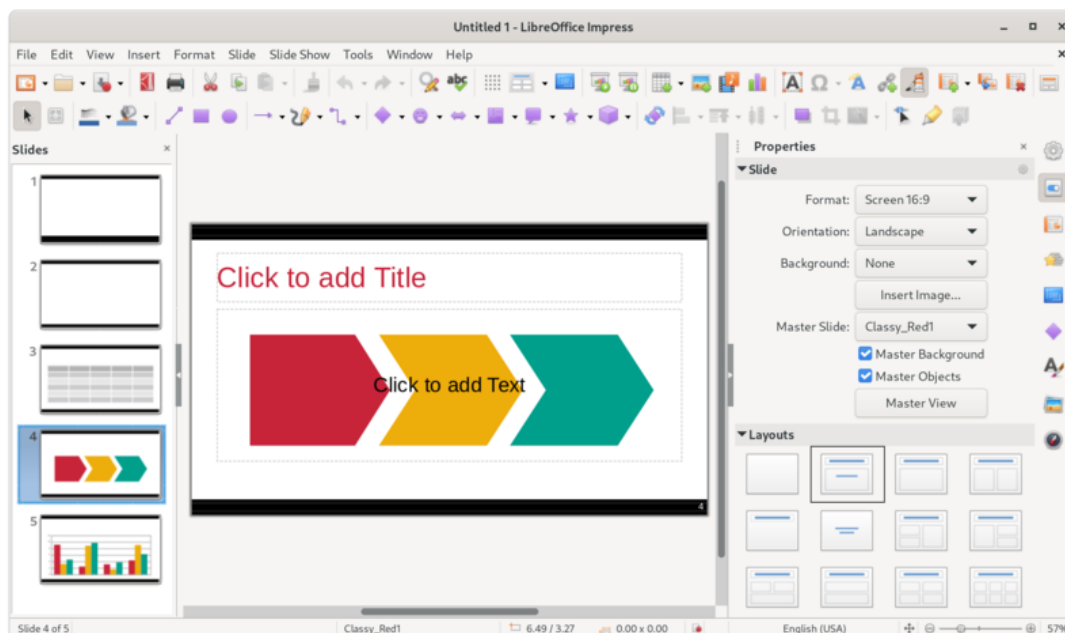 Untitled 1 - LibreOffice Impress
File Edit View Insert Format Slide Slide Show Tools Window Help
abc
A Ω A
Slides
1
2
3
4
5
Click to add Title
Click to add Text
4
Properties
Slide
Format: Screen 16:9
Orientation: Landscape
Background: None
Insert Image...
Master Slide: Classy_Red1
Master Background
Master Objects
Master View
Layouts
A
Slide 4 of 5 Classy_Red1 6.49 / 3.27 0.00 x 0.00 English (USA) 57%